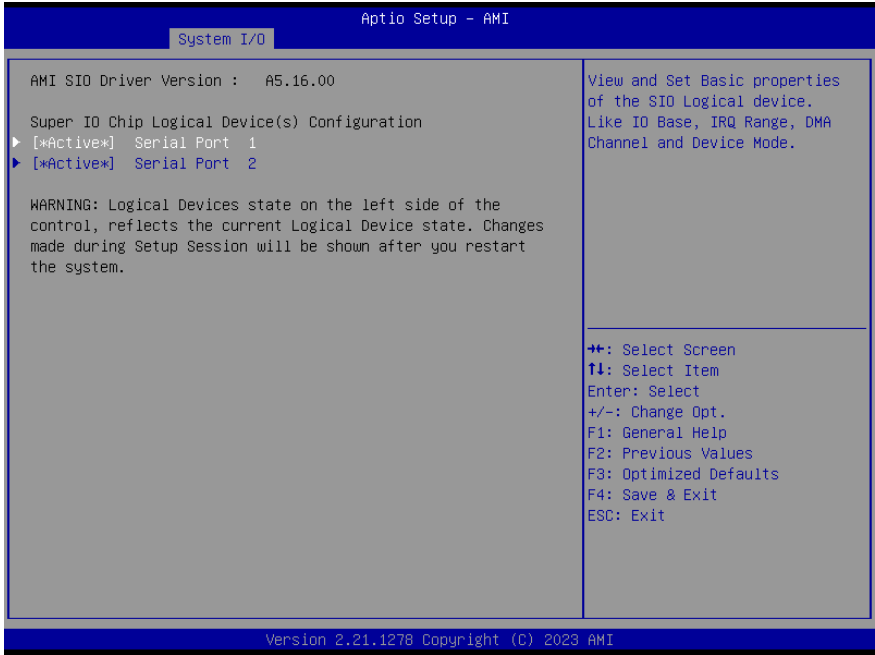 Aptio Setup – AMI
System I/O
AMI SIO Driver Version :   A5.16.00
Super IO Chip Logical Device(s) Configuration
[*Active*]  Serial Port  1
[*Active*]  Serial Port  2
WARNING: Logical Devices state on the left side of the
control, reflects the current Logical Device state. Changes
made during Setup Session will be shown after you restart
the system.
View and Set Basic properties
of the SIO Logical device.
Like IO Base, IRQ Range, DMA
Channel and Device Mode.
→←: Select Screen
↑↓: Select Item
Enter: Select
+/-: Change Opt.
F1: General Help
F2: Previous Values
F3: Optimized Defaults
F4: Save & Exit
ESC: Exit
Version 2.21.1278 Copyright (C) 2023 AMI